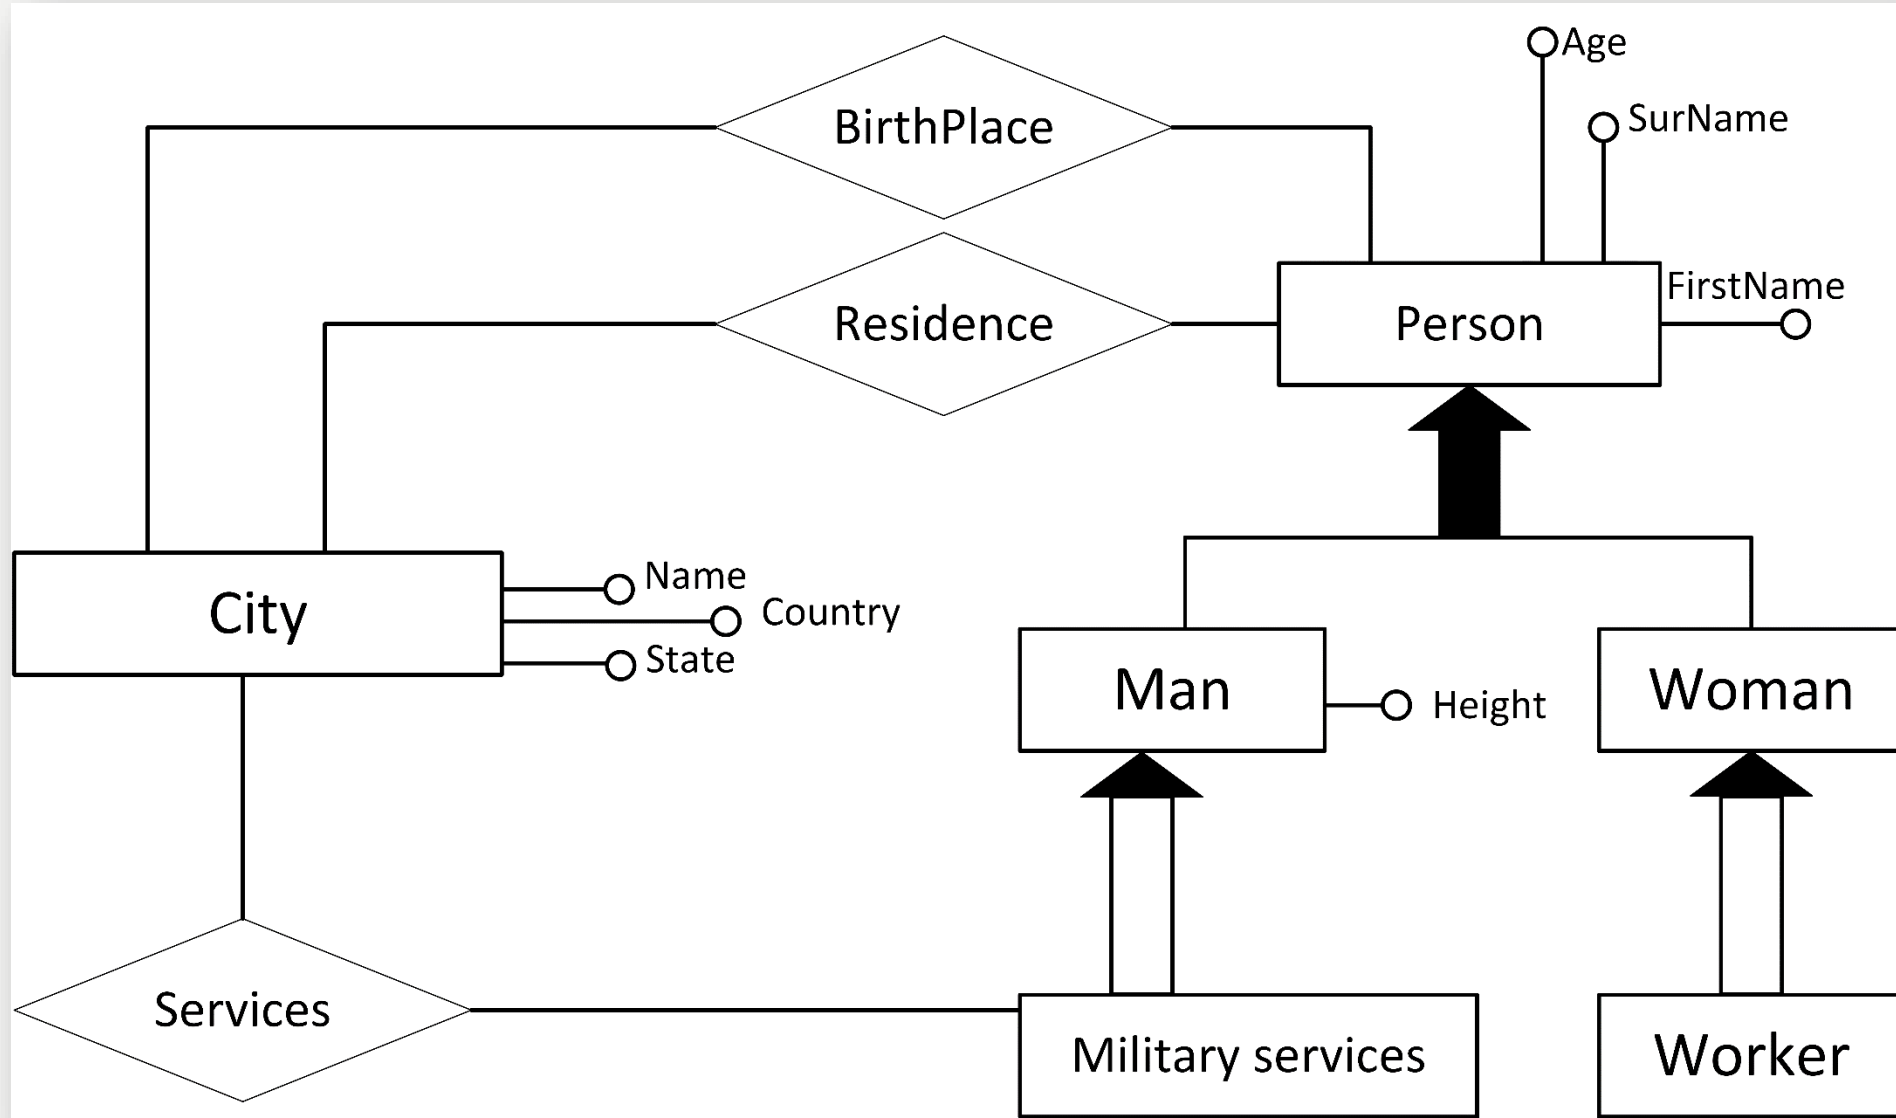 Age
BirthPlace
SurName
FirstName
Residence
Person
Name
City
Country
State
Man
Height
Woman
Services
Military services
Worker